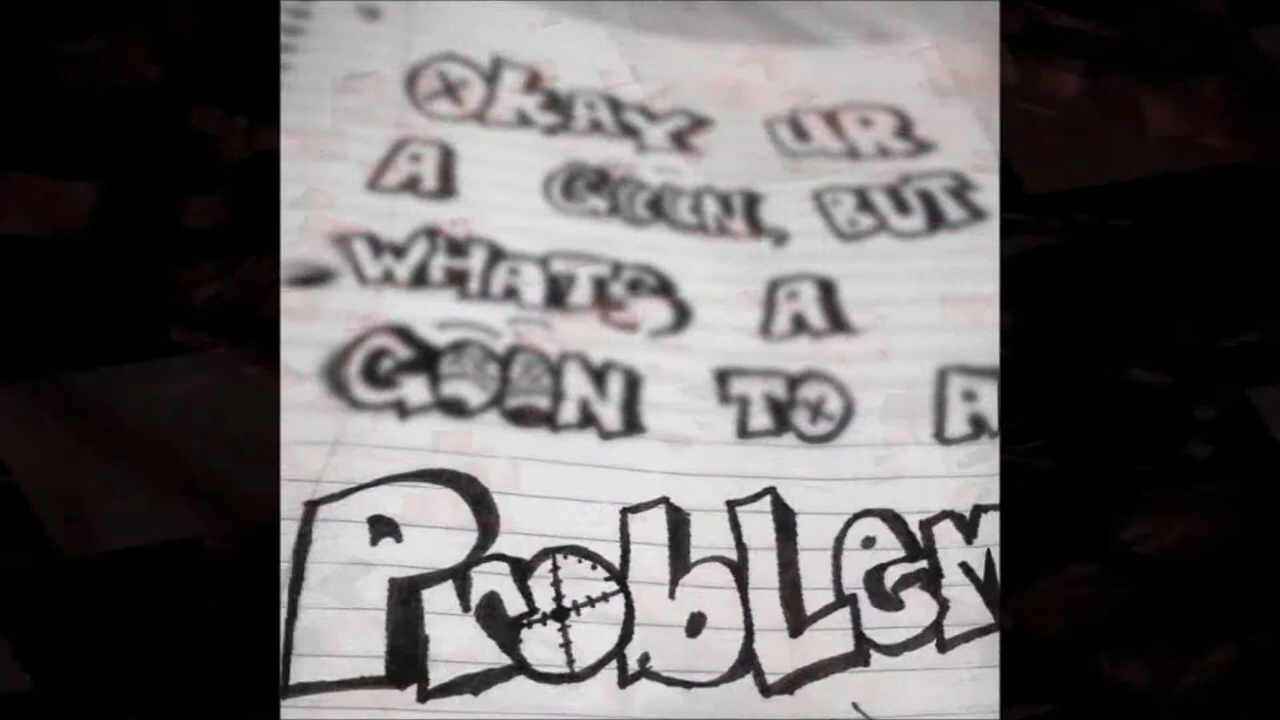 OKAY UR
A GOON, BUT
WHATS A
GOON TO A
ProbLeM